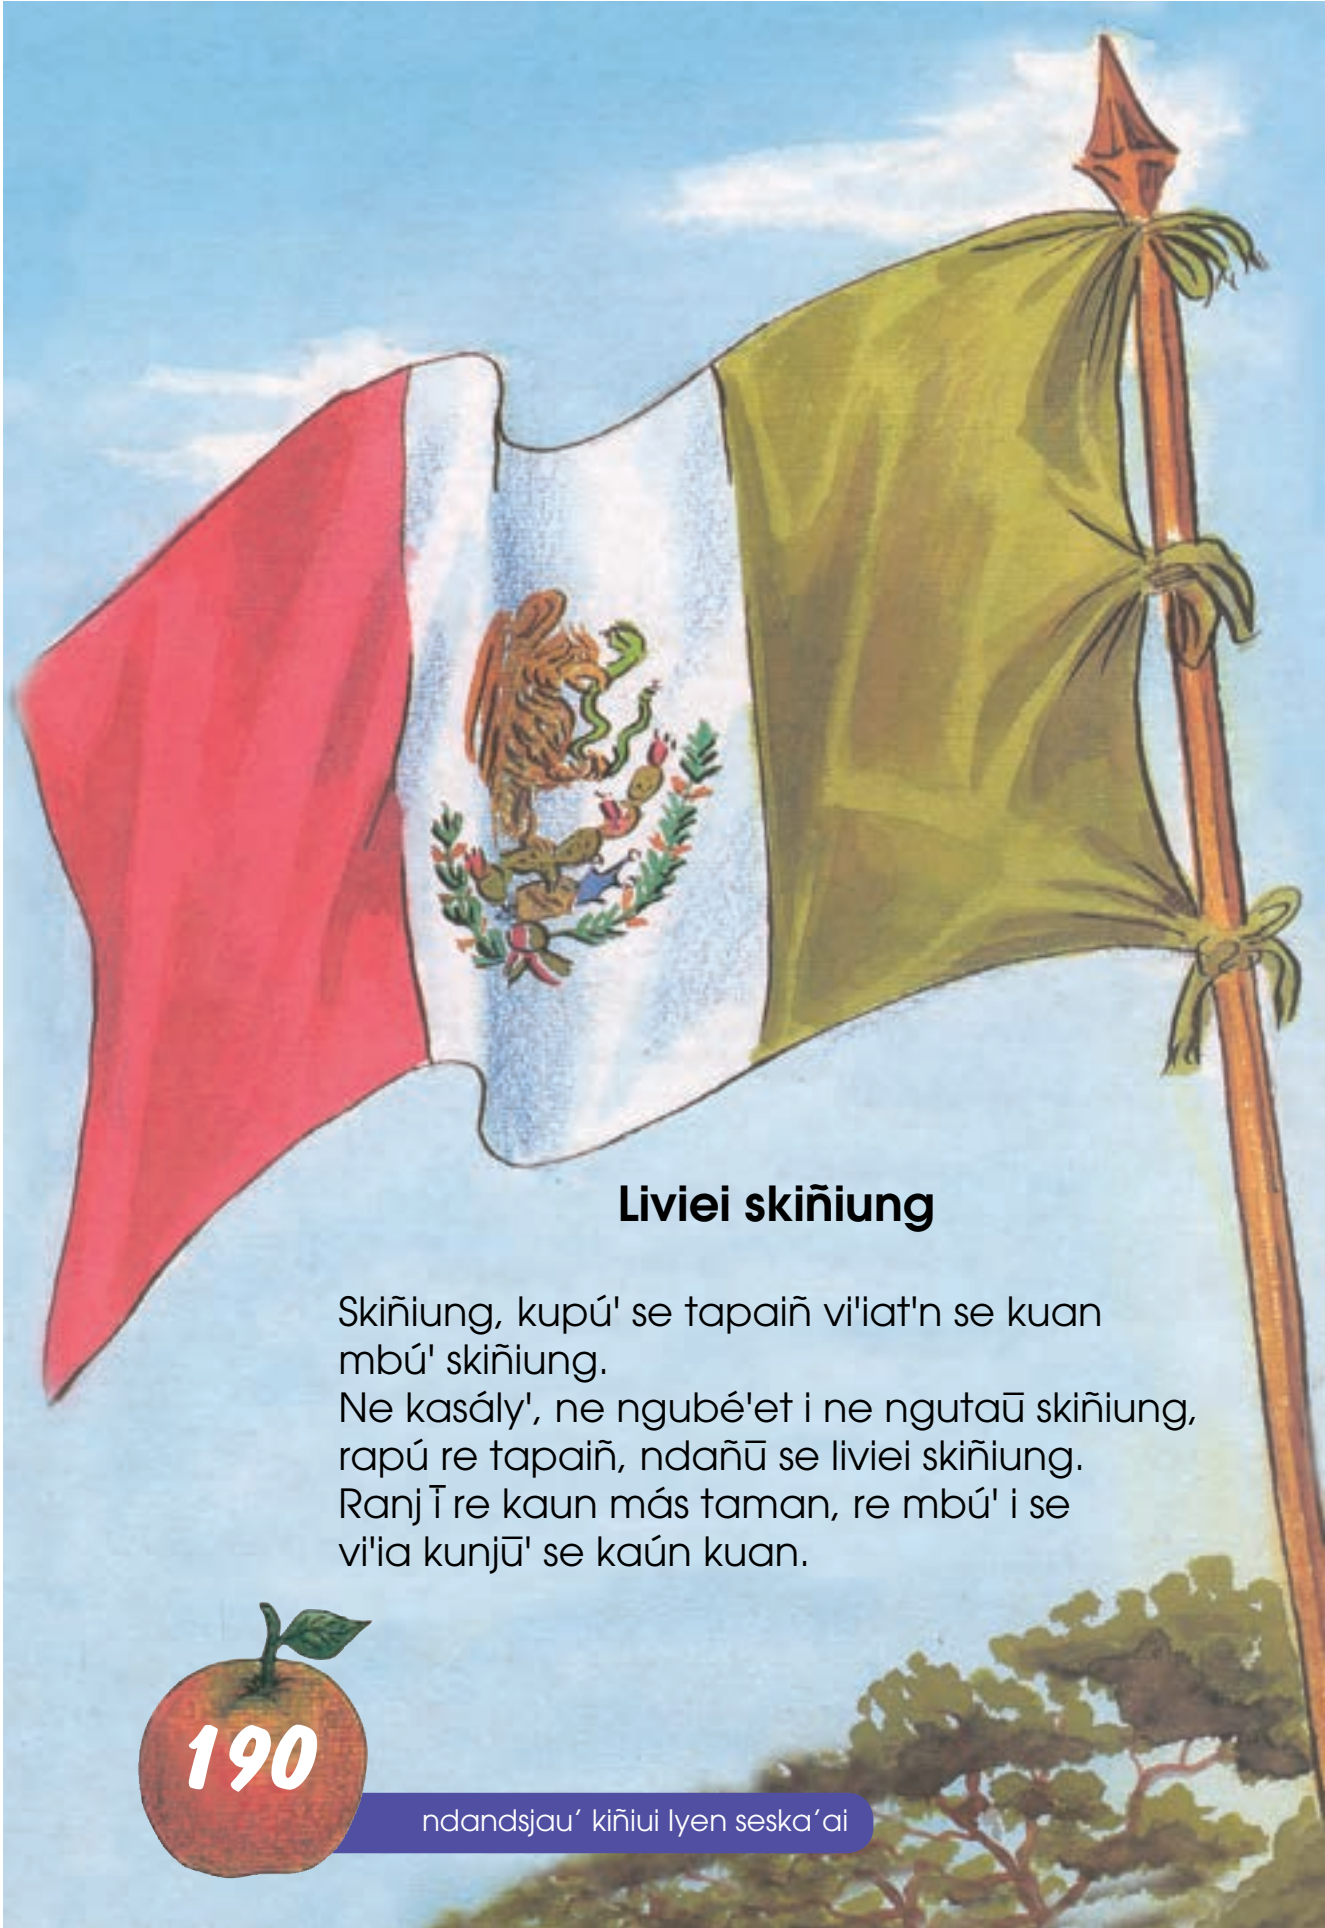 Liviei skiñiung
Skiñiung, kupú' se tapaiñ vi'iat'n se kuan
mbú' skiñiung.
Ne kasály', ne ngubé'et i ne ngutaū skiñiung,
rapú re tapaiñ, ndañū se liviei skiñiung.
Ranj ī re kaun más taman, re mbú' i se
vi'ia kunjū' se kaún kuan.
190
ndandsjau’ kiñiui lyen seska’ai